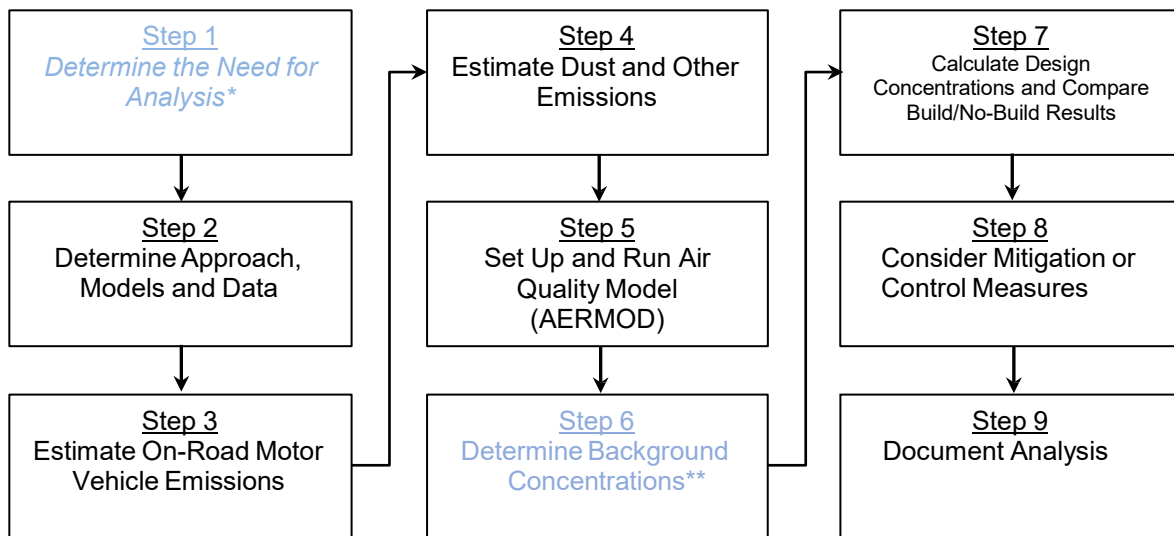 Step 1
Determine the Need for
Analysis*
Step 2
Determine Approach,
Models and Data
Step 3
Estimate On-Road Motor
Vehicle Emissions
Step 4
Estimate Dust and Other
Emissions
Step 5
Set Up and Run Air
Quality Model
(AERMOD)
Step 6
Determine Background
Concentrations**
Step 7
Calculate Design
Concentrations and Compare
Build/No-Build Results
Step 8
Consider Mitigation or
Control Measures
Step 9
Document Analysis